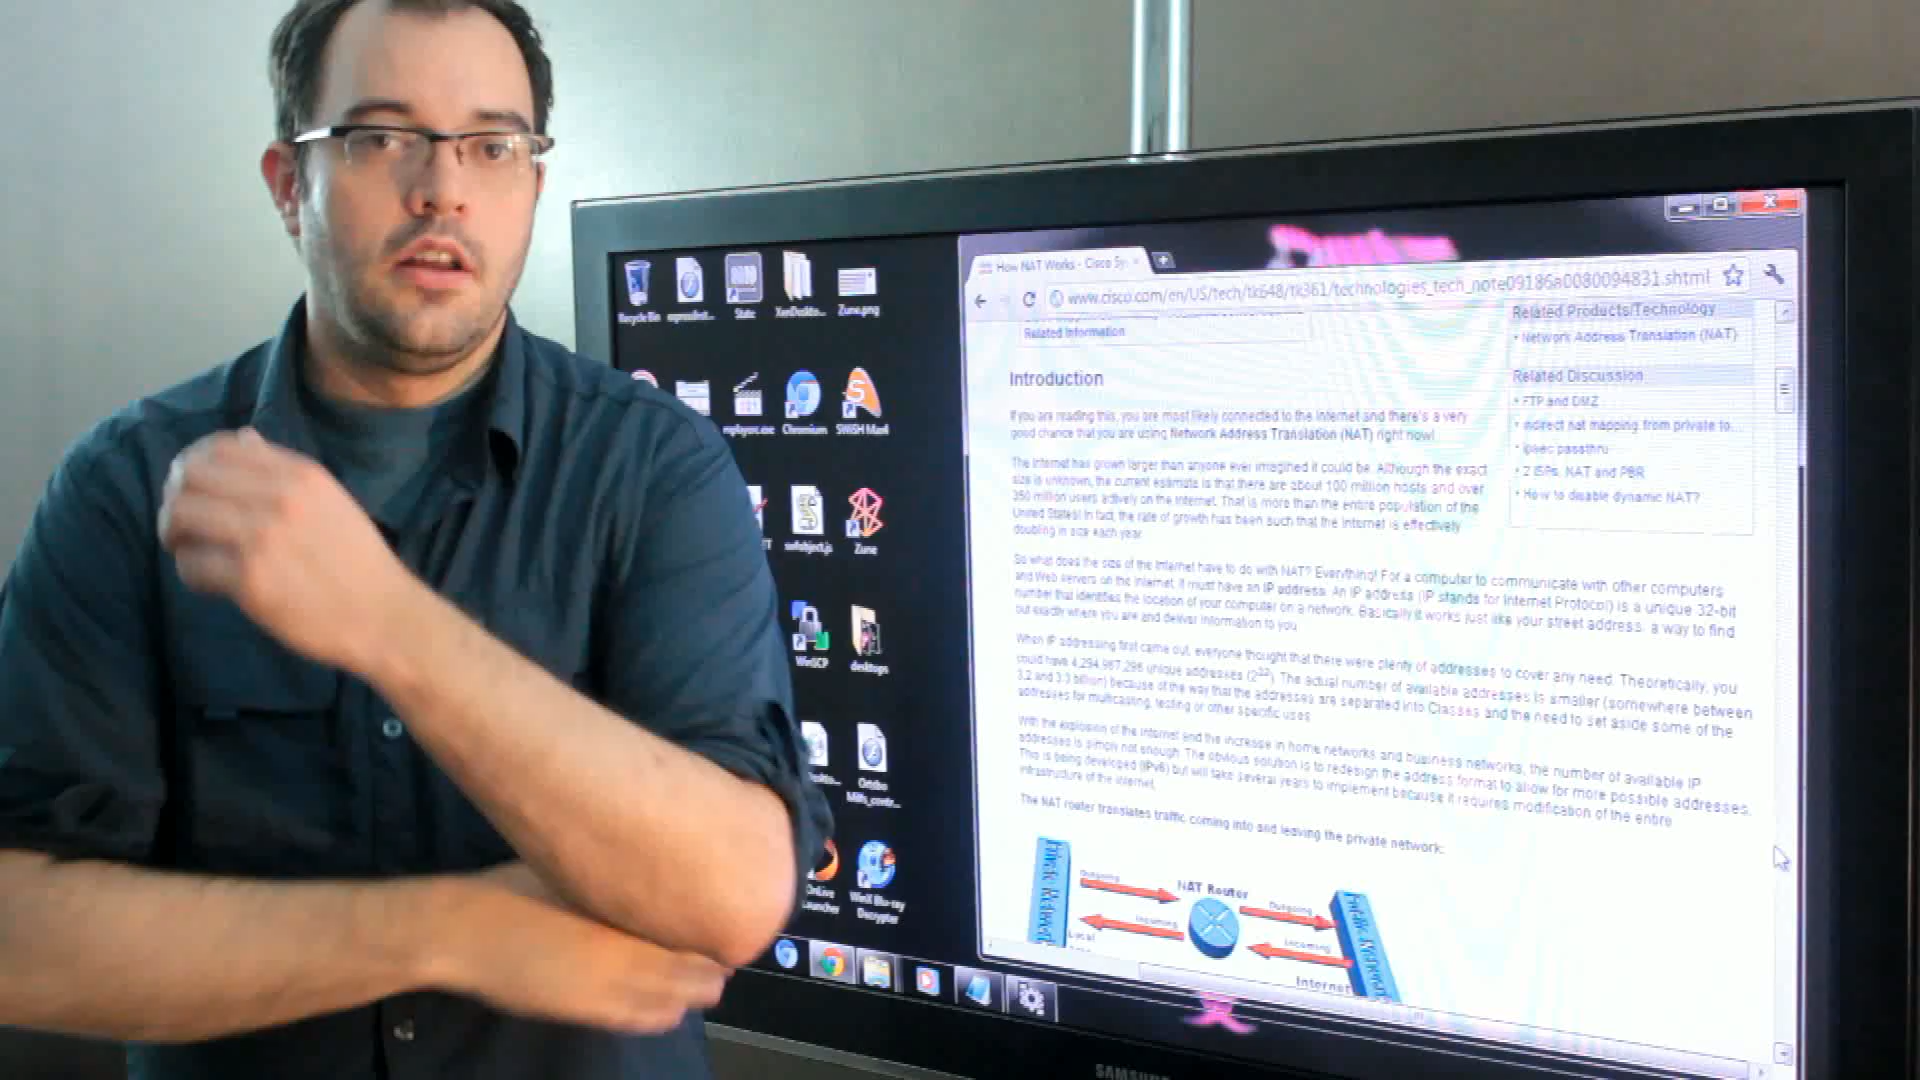 Recycle Bin
State
XenDeskto...
Zune.png
mplayerc.exe
Chromium
SWiSH Max4
swfobject.js
Zune
WinSCP
desktops
OnLive
Launcher
WinX Blu-ray
Decrypter
How NAT Works - Cisco Sy
www.cisco.com/en/US/tech/tk648/tk361/technologies_tech_note09186a0080094831.shtml
Related Information
Related Products/Technology
• Network Address Translation (NAT)
Related Discussion
• FTP and DMZ
• indirect nat mapping from private to...
• ipsec passthru
• 2 ISPs, NAT and PBR
• How to disable dynamic NAT?
Introduction
If you are reading this, you are most likely connected to the Internet and there's a very
good chance that you are using Network Address Translation (NAT) right now!
The Internet has grown larger than anyone ever imagined it could be. Although the exact
size is unknown, the current estimate is that there are about 100 million hosts and over
350 million users actively on the Internet. That is more than the entire population of the
United States! In fact, the rate of growth has been such that the Internet is effectively
doubling in size each year.
So what does the size of the Internet have to do with NAT? Everything! For a computer to communicate with other computers
and Web servers on the Internet, it must have an IP address. An IP address (IP stands for Internet Protocol) is a unique 32-bit
number that identifies the location of your computer on a network. Basically it works just like your street address: a way to find
out exactly where you are and deliver information to you.
When IP addressing first came out, everyone thought that there were plenty of addresses to cover any need. Theoretically, you
could have 4,294,967,296 unique addresses (2^32). The actual number of available addresses is smaller (somewhere between
3.2 and 3.3 billion) because of the way that the addresses are separated into Classes and the need to set aside some of the
addresses for multicasting, testing or other specific uses.
With the explosion of the Internet and the increase in home networks and business networks, the number of available IP
addresses is simply not enough. The obvious solution is to redesign the address format to allow for more possible addresses.
This is being developed (IPv6) but will take several years to implement because it requires modification of the entire
infrastructure of the Internet.
The NAT router translates traffic coming into and leaving the private network:
Outgoing
NAT Router
Outgoing
Incoming
Incoming
Local
Internet
SAMSUNG